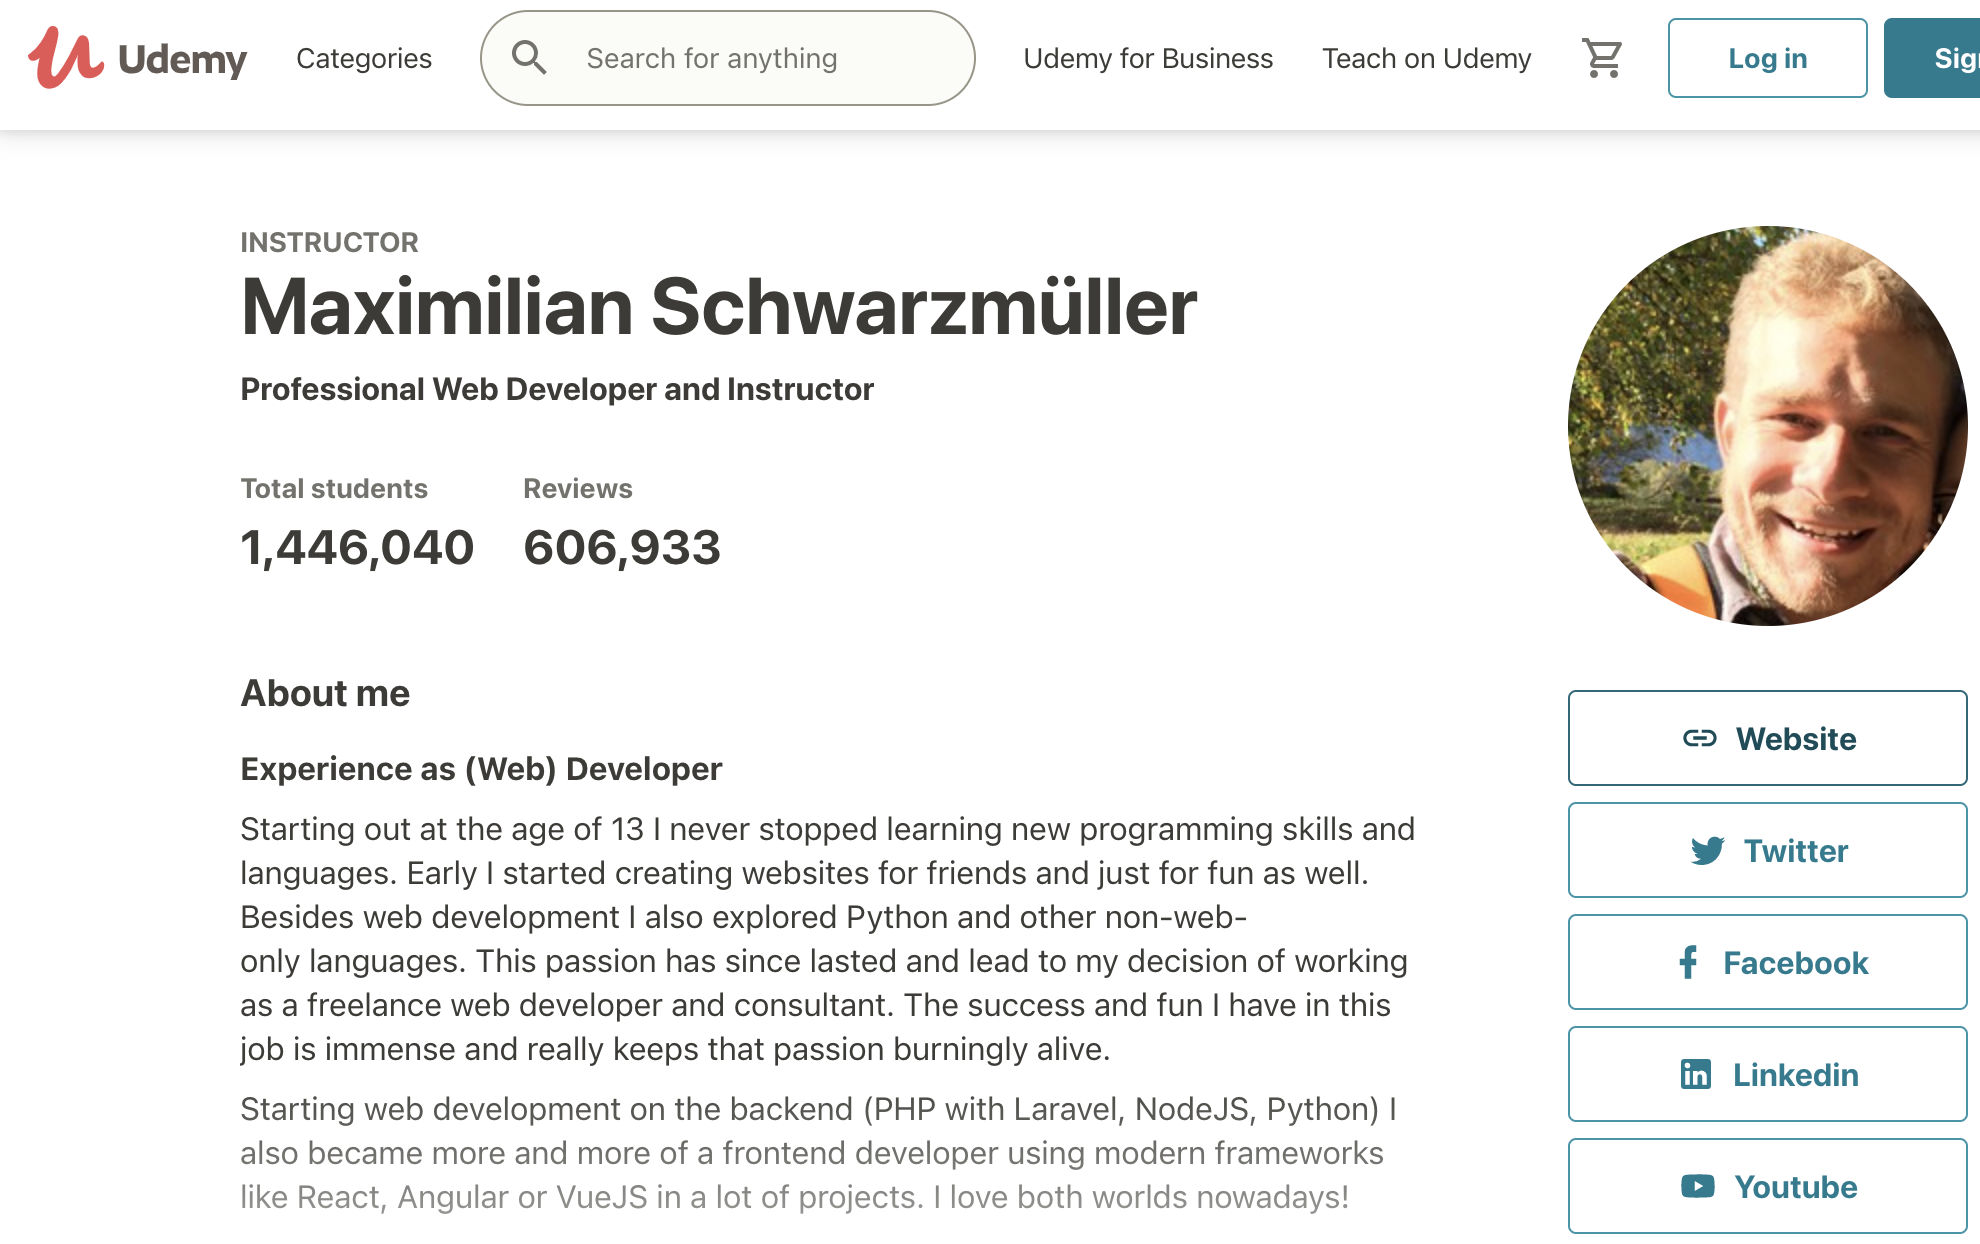 Udemy
Categories
Search for anything
Udemy for Business
Teach on Udemy
Log in
INSTRUCTOR
Maximilian Schwarzmüller
Professional Web Developer and Instructor
Total students
Reviews
1,446,040
606,933
About me
Experience as (Web) Developer
Starting out at the age of 13 I never stopped learning new programming skills and
languages. Early I started creating websites for friends and just for fun as well.
Besides web development I also explored Python and other non-web-
only languages. This passion has since lasted and lead to my decision of working
as a freelance web developer and consultant. The success and fun I have in this
job is immense and really keeps that passion burningly alive.
Starting web development on the backend (PHP with Laravel, NodeJS, Python) I
also became more and more of a frontend developer using modern frameworks
like React, Angular or VueJS in a lot of projects. I love both worlds nowadays!
Website
Twitter
Facebook
Linkedin
Youtube